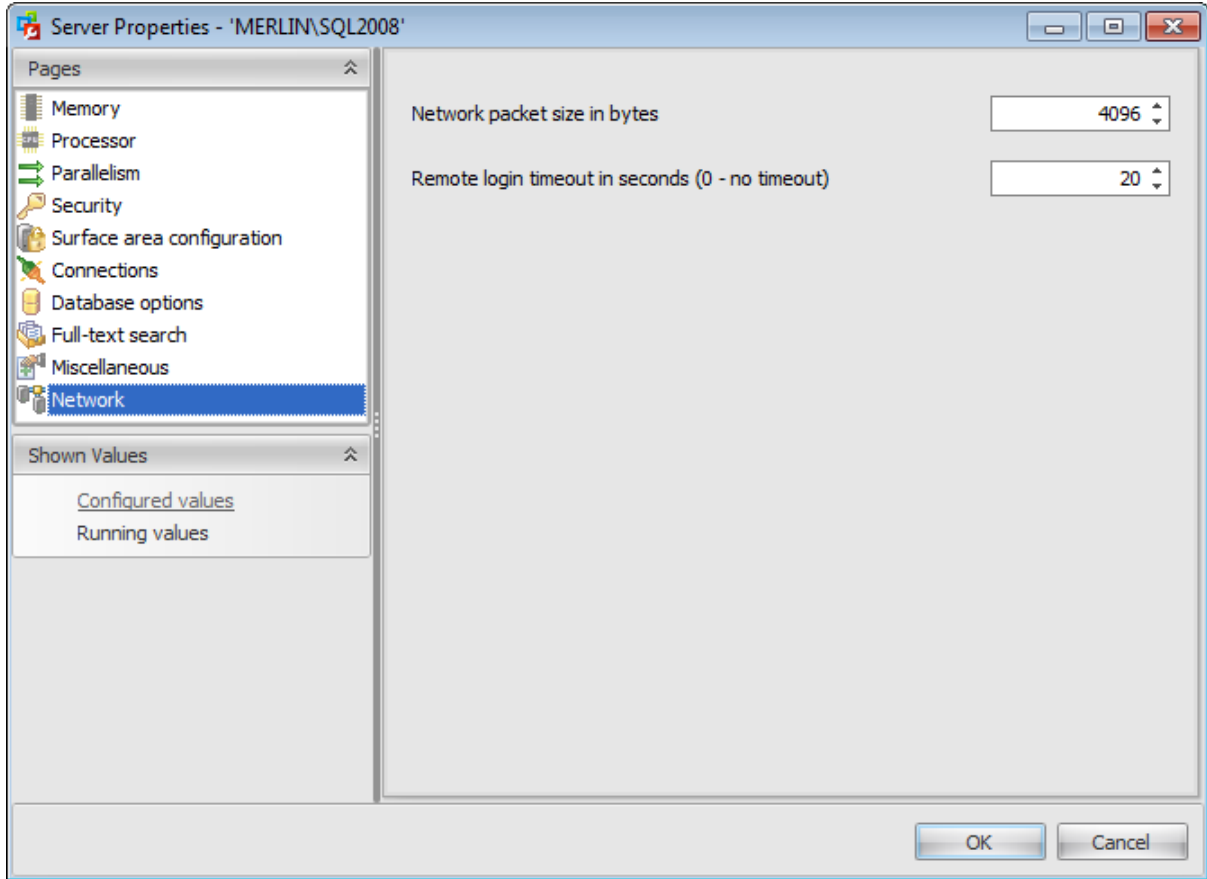 Server Properties - 'MERLIN\SQL2008'
Pages
Memory
Processor
Parallelism
Security
Surface area configuration
Connections
Database options
Full-text search
Miscellaneous
Network
Shown Values
Configured values
Running values
Network packet size in bytes 4096
Remote login timeout in seconds (0 - no timeout) 20
OK Cancel